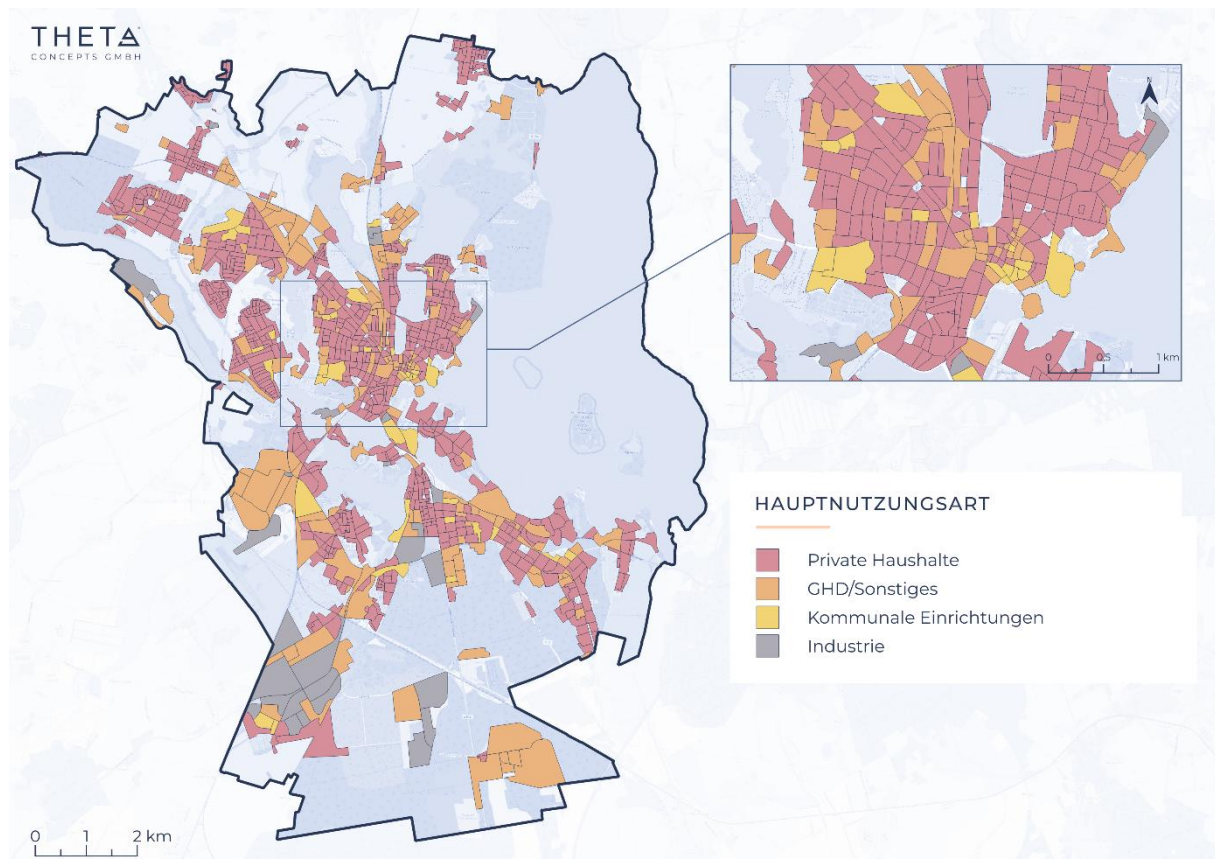 THETA
CONCEPTS GMBH
N
0 0,5 1 km
HAUPTNUTZUNGSART
Private Haushalte
GHD/Sonstiges
Kommunale Einrichtungen
Industrie
0 1 2 km